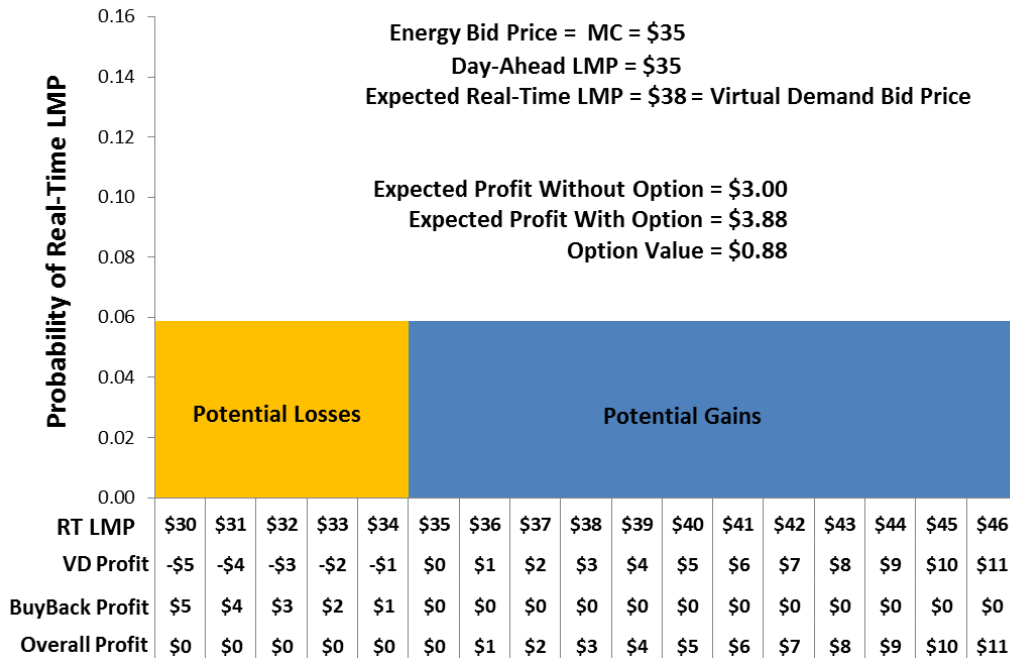 Energy Bid Price = MC = $35
Day-Ahead LMP = $35
Expected Real-Time LMP = $38 = Virtual Demand Bid Price
Expected Profit Without Option = $3.00
Expected Profit With Option = $3.88
Option Value = $0.88
Probability of Real-Time LMP
0.16
0.14
0.12
0.10
0.08
0.06
0.04
0.02
0.00
Potential Losses
Potential Gains
RT LMP $30 $31 $32 $33 $34 $35 $36 $37 $38 $39 $40 $41 $42 $43 $44 $45 $46
VD Profit -$5 -$4 -$3 -$2 -$1 $0 $1 $2 $3 $4 $5 $6 $7 $8 $9 $10 $11
BuyBack Profit $5 $4 $3 $2 $1 $0 $0 $0 $0 $0 $0 $0 $0 $0 $0 $0 $0
Overall Profit $0 $0 $0 $0 $0 $0 $1 $2 $3 $4 $5 $6 $7 $8 $9 $10 $11